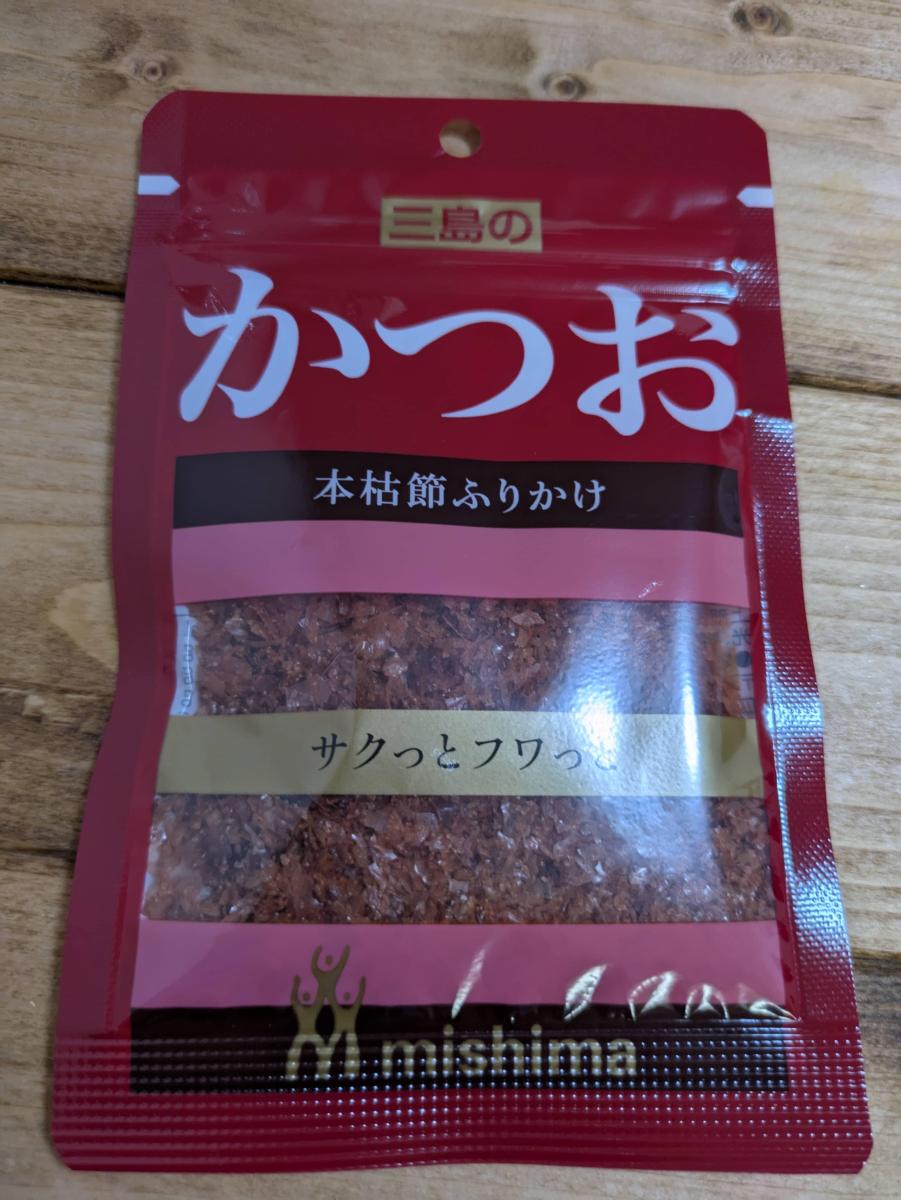 三島の
かつお
本枯節ふりかけ
サクっとフワっと
mishima